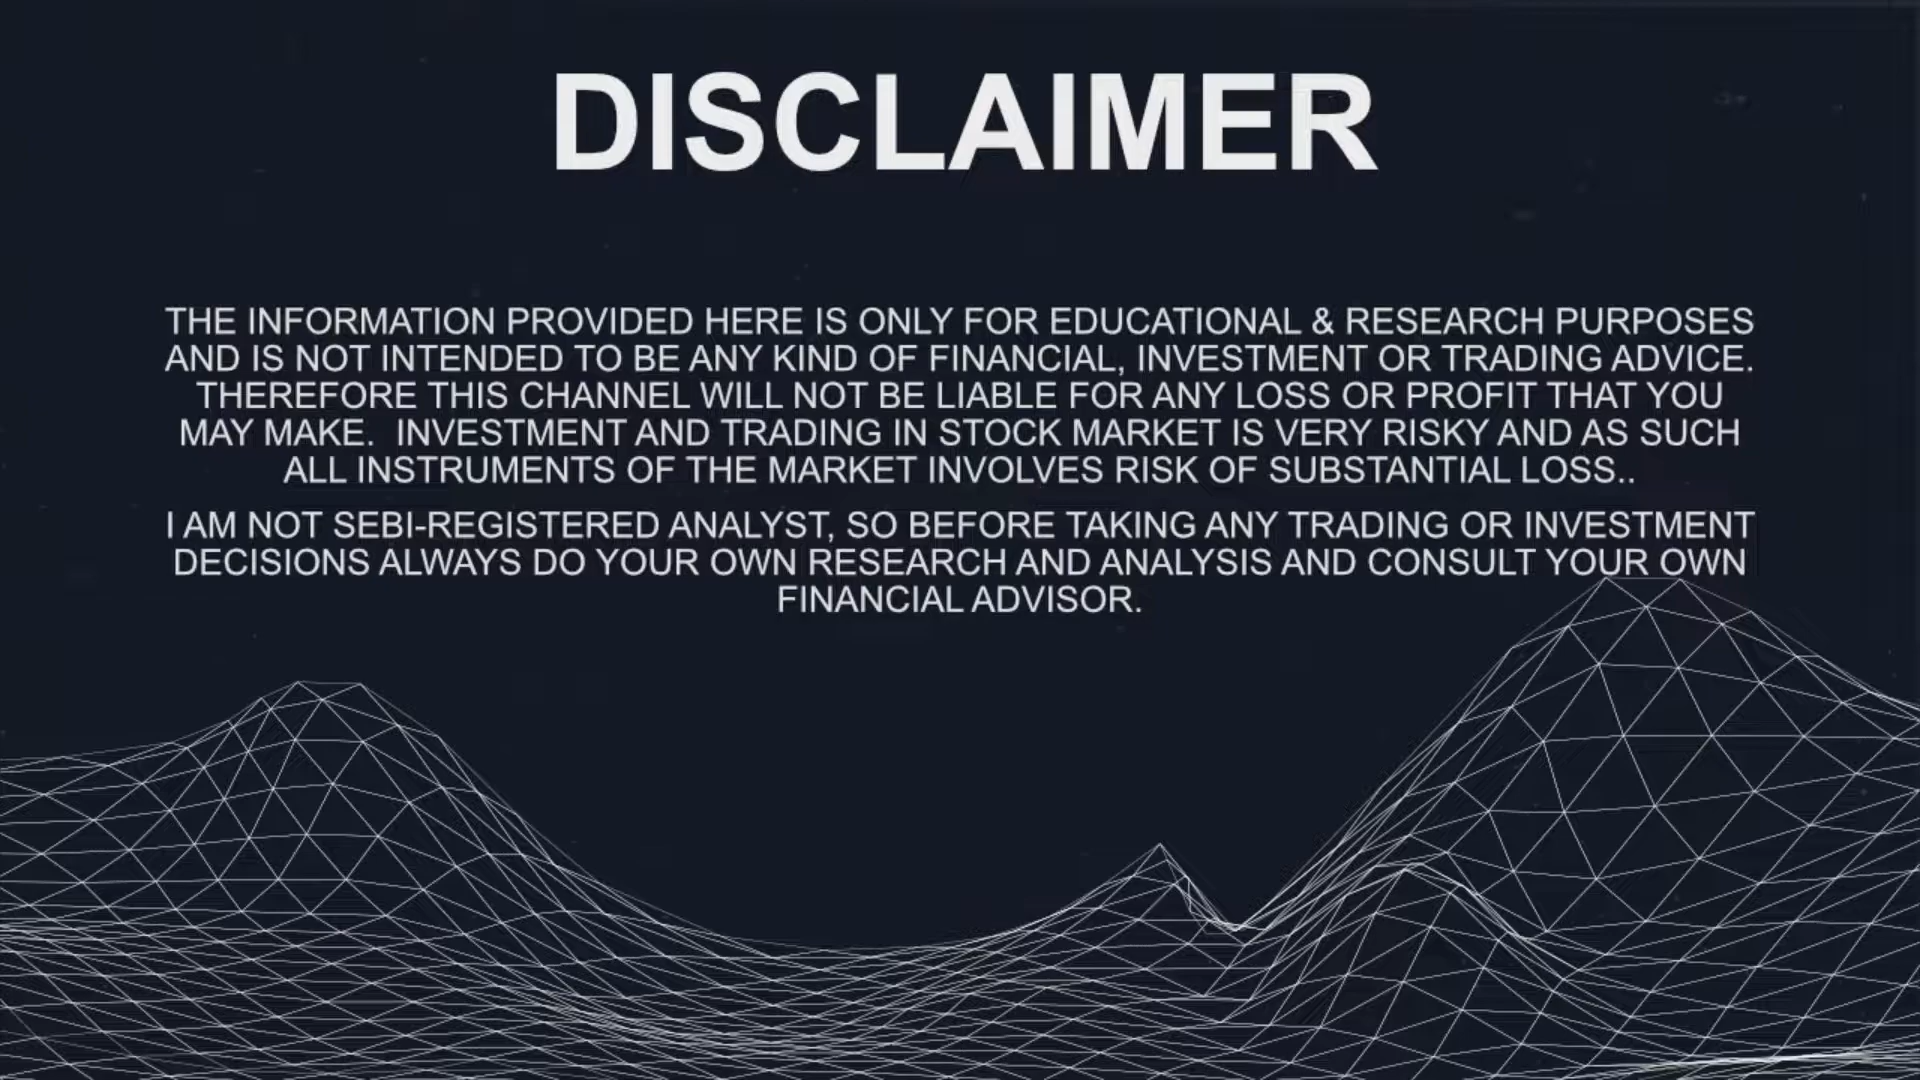 DISCLAIMER
THE INFORMATION PROVIDED HERE IS ONLY FOR EDUCATIONAL & RESEARCH PURPOSES
AND IS NOT INTENDED TO BE ANY KIND OF FINANCIAL, INVESTMENT OR TRADING ADVICE.
THEREFORE THIS CHANNEL WILL NOT BE LIABLE FOR ANY LOSS OR PROFIT THAT YOU
MAY MAKE.  INVESTMENT AND TRADING IN STOCK MARKET IS VERY RISKY AND AS SUCH
ALL INSTRUMENTS OF THE MARKET INVOLVES RISK OF SUBSTANTIAL LOSS..
I AM NOT SEBI-REGISTERED ANALYST, SO BEFORE TAKING ANY TRADING OR INVESTMENT
DECISIONS ALWAYS DO YOUR OWN RESEARCH AND ANALYSIS AND CONSULT YOUR OWN
FINANCIAL ADVISOR.